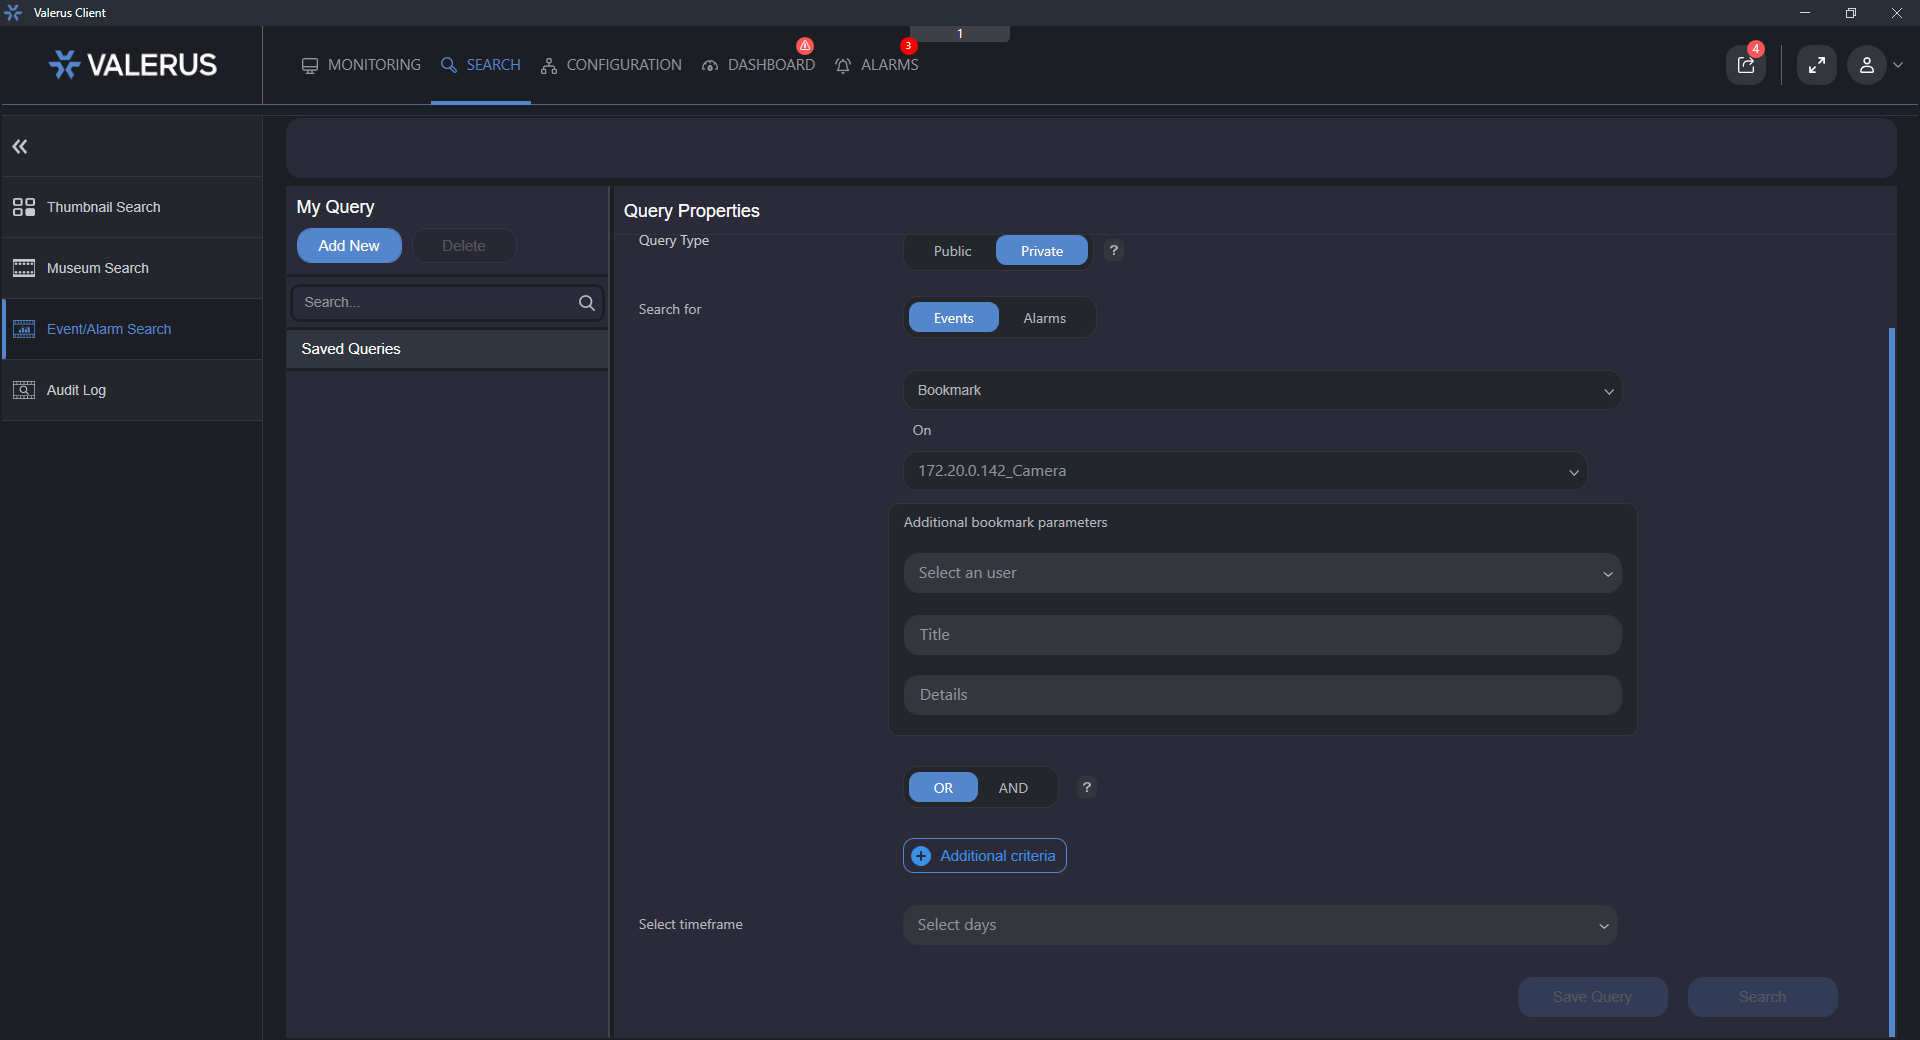 Valerus Client
1
VALERUS
MONITORING
SEARCH
CONFIGURATION
DASHBOARD
3
ALARMS
4
Thumbnail Search
Museum Search
Event/Alarm Search
Audit Log
My Query
Add New
Delete
Search...
Saved Queries
Query Properties
Query Type
Public
Private
?
Search for
Events
Alarms
Bookmark
On
172.20.0.142_Camera
Additional bookmark parameters
Select an user
Title
Details
OR
AND
?
Additional criteria
Select timeframe
Select days
Save Query
Search